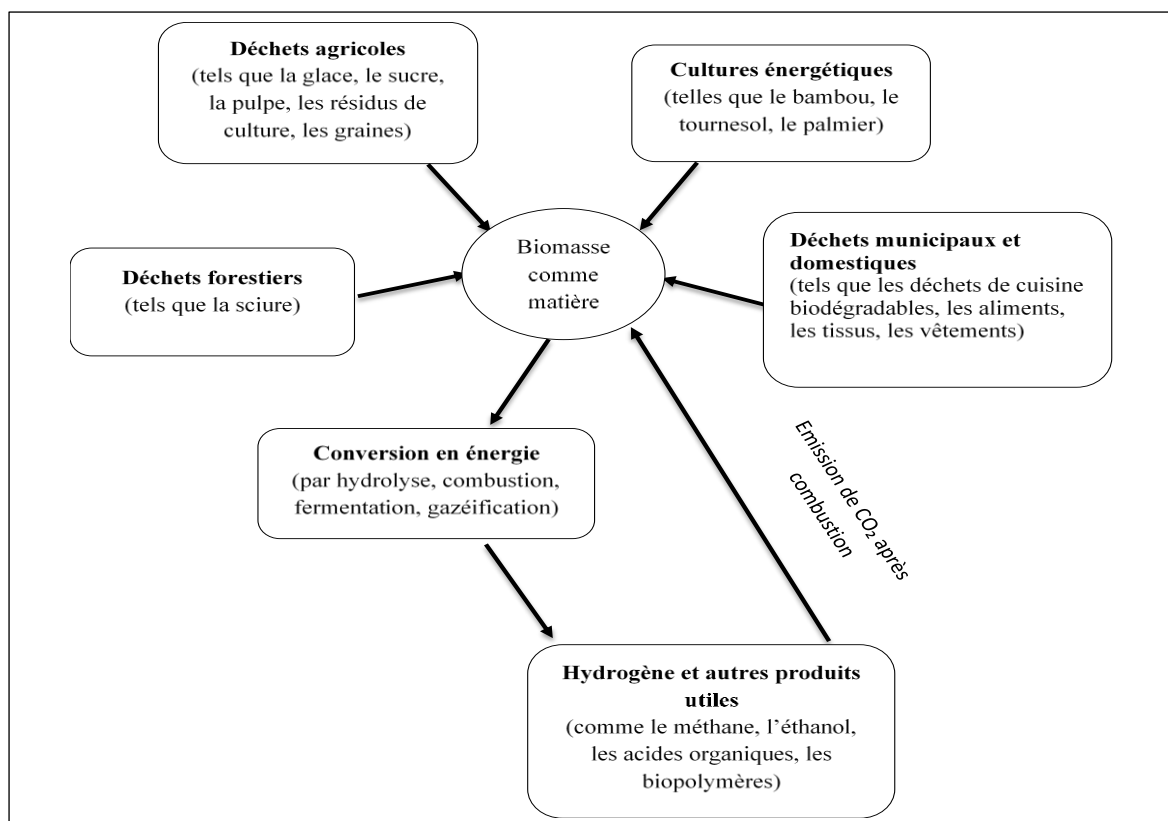 Déchets agricoles
(tels que la glace, le sucre,
la pulpe, les résidus de
culture, les graines)
Cultures énergétiques
(telles que le bambou, le
tournesol, le palmier)
Biomasse
comme
matière
Déchets forestiers
(tels que la sciure)
Déchets municipaux et
domestiques
(tels que les déchets de cuisine
biodégradables, les aliments,
les tissus, les vêtements)
Conversion en énergie
(par hydrolyse, combustion,
fermentation, gazéification)
Emission de CO₂ après
combustion
Hydrogène et autres produits
utiles
(comme le méthane, l’éthanol,
les acides organiques, les
biopolymères)